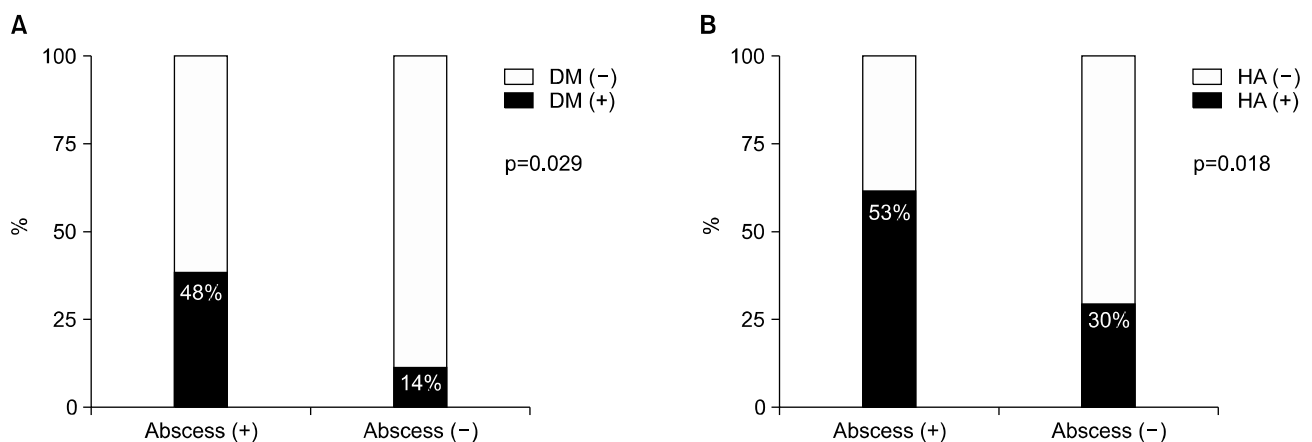 A
100
75
50
25
0
%
48%
14%
Abscess (+)
Abscess (−)
DM (−)
DM (+)
p=0.029
B
100
75
50
25
0
%
53%
30%
Abscess (+)
Abscess (−)
HA (−)
HA (+)
p=0.018